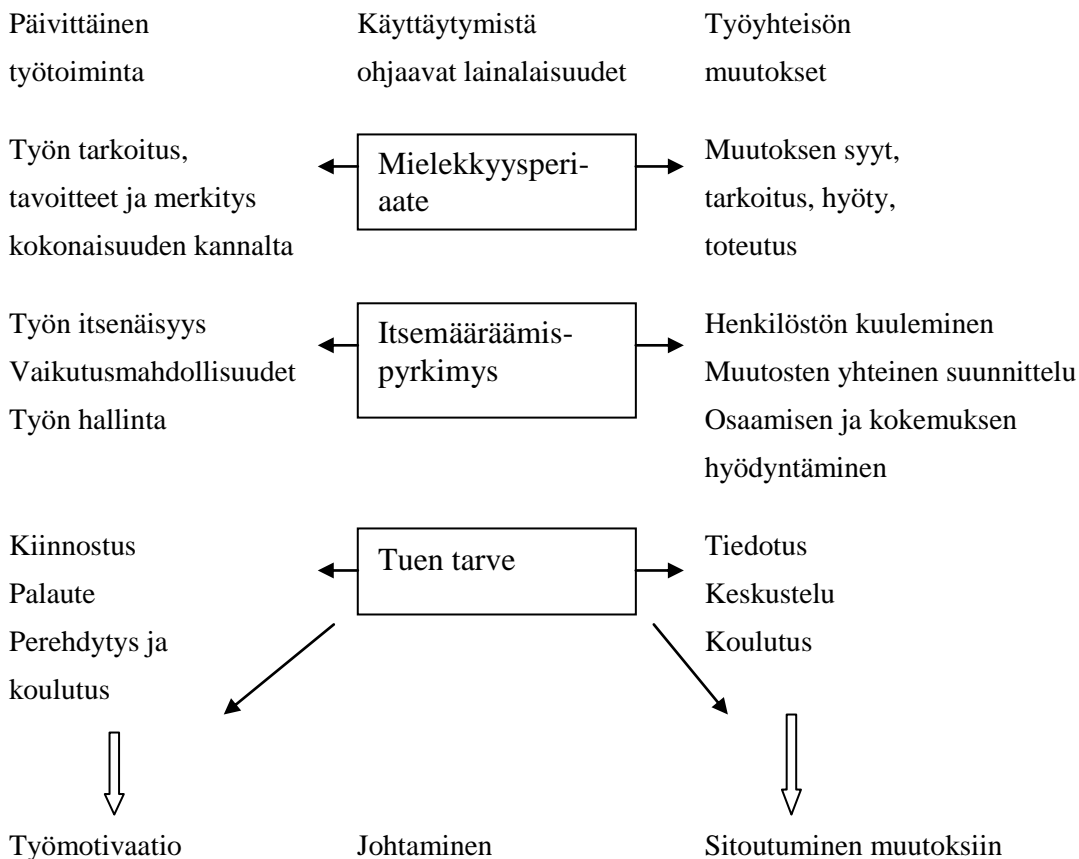 Päivittäinen
työtoiminta
Käyttäytymistä
ohjaavat lainalaisuudet
Työyhteisön
muutokset
Työn tarkoitus,
tavoitteet ja merkitys
kokonaisuuden kannalta
Mielekkyysperi-
aate
Muutoksen syyt,
tarkoitus, hyöty,
toteutus
Työn itsenäisyys
Vaikutusmahdollisuudet
Työn hallinta
Itsemääräämis-
pyrkimys
Henkilöstön kuuleminen
Muutosten yhteinen suunnittelu
Osaamisen ja kokemuksen
hyödyntäminen
Kiinnostus
Palaute
Perehdytys ja
koulutus
Tuen tarve
Tiedotus
Keskustelu
Koulutus
Työmotivaatio
Johtaminen
Sitoutuminen muutoksiin